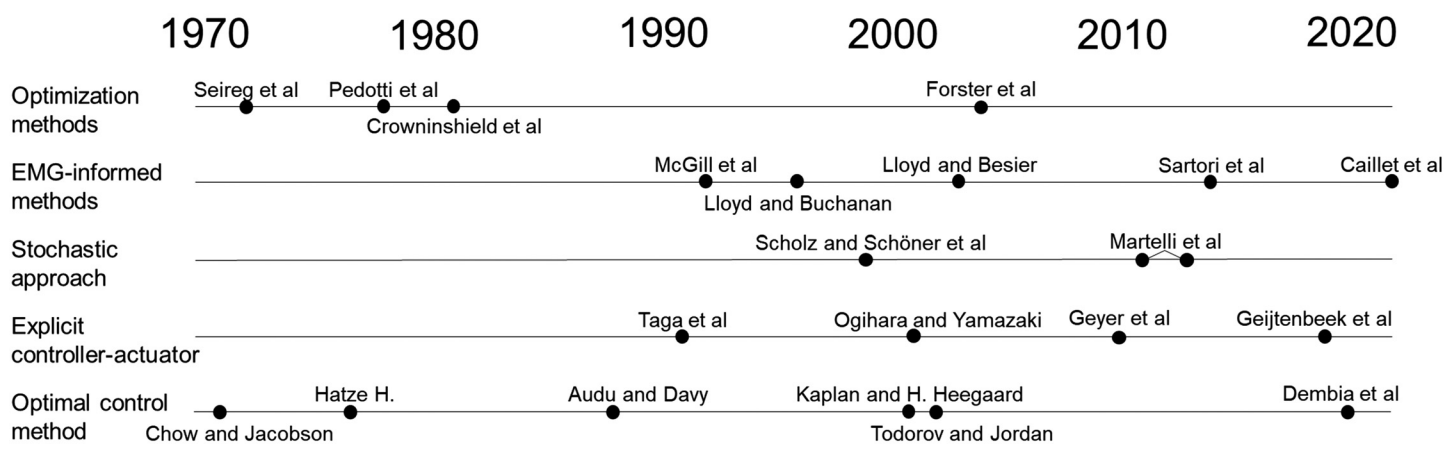 1970 1980 1990 2000 2010 2020
Seireg et al Pedotti et al Forster et al
Optimization
methods
Crowninshield et al
McGill et al Lloyd and Besier Sartori et al Caillet et al
EMG-informed
methods
Lloyd and Buchanan
Scholz and Schöner et al Martelli et al
Stochastic
approach
Taga et al Ogihara and Yamazaki Geyer et al Geijtenbeek et al
Explicit
controller-actuator
Hatze H. Audu and Davy Kaplan and H. Heegaard Dembia et al
Optimal control
method
Chow and Jacobson Todorov and Jordan